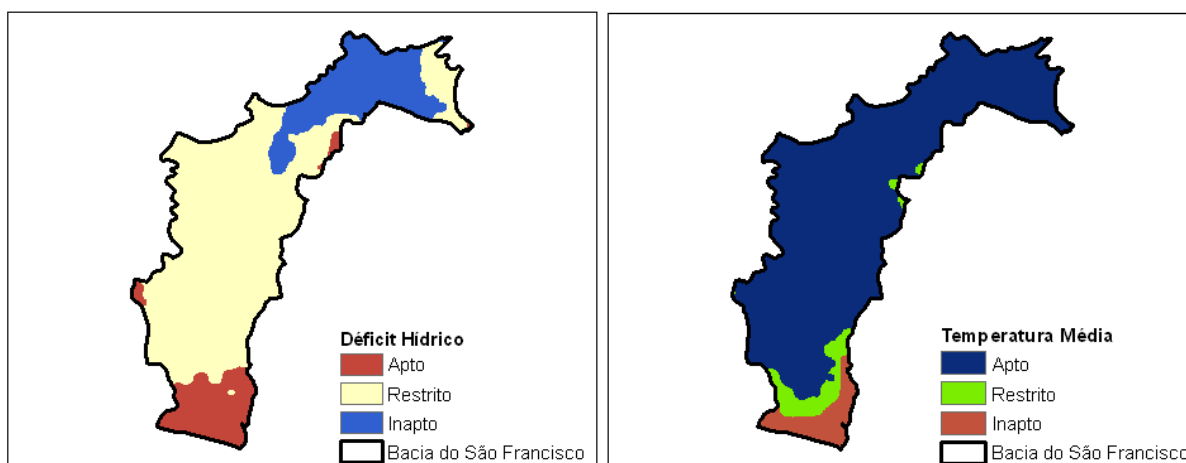 Déficit Hídrico
Apto
Restrito
Inapto
Bacia do São Francisco
Temperatura Média
Apto
Restrito
Inapto
Bacia do São Francisco